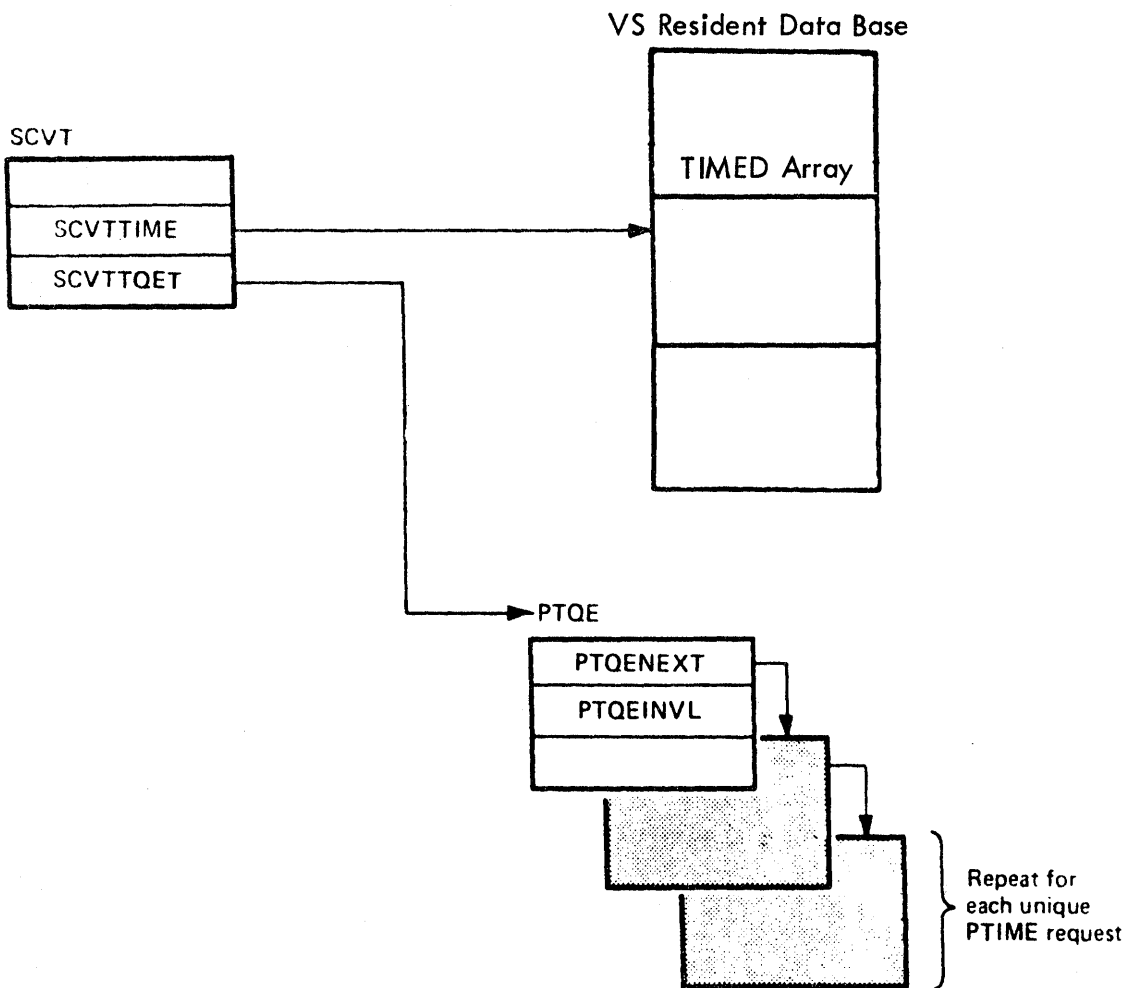 VS Resident Data Base
SCVT
TIMED Array
SCVTTIME
SCVTTQET
PTQE
PTQENEXT
PTQEINVL
Repeat for
each unique
PTIME request